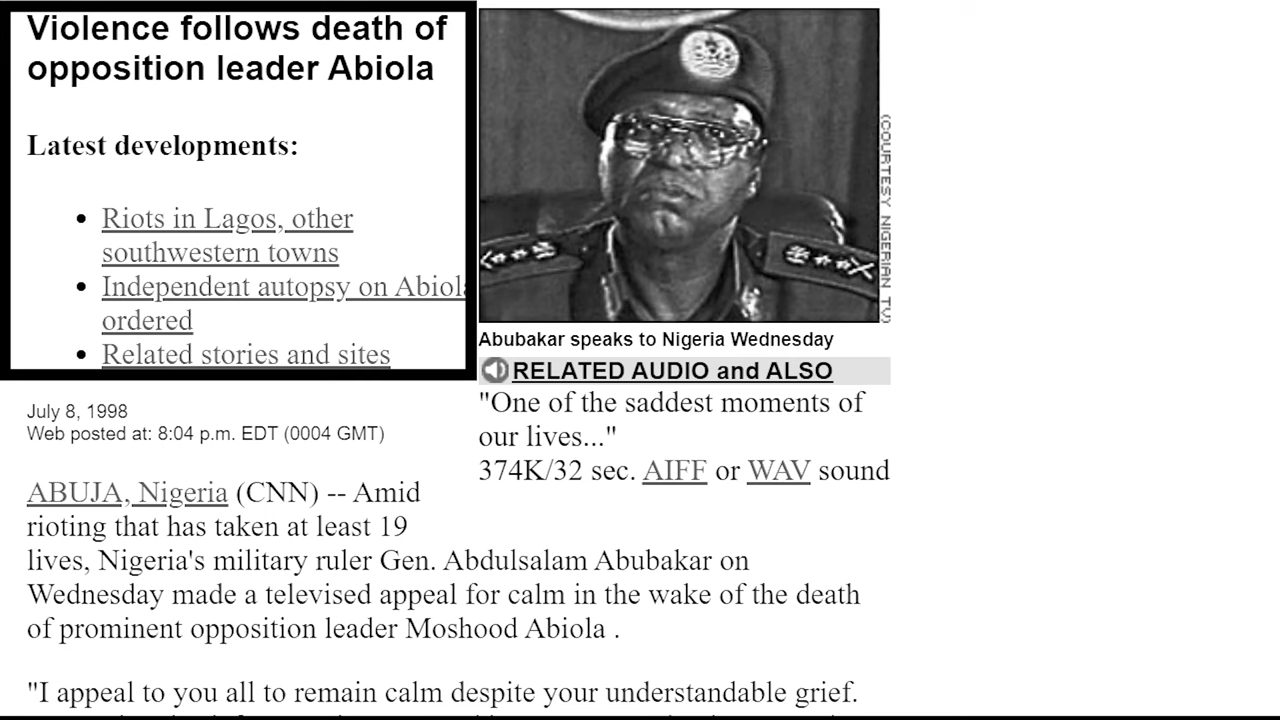 Violence follows death of
opposition leader Abiola
Latest developments:
Riots in Lagos, other
southwestern towns
Independent autopsy on Abiola
ordered
Related stories and sites
(COURTESY NIGERIAN TV)
Abubakar speaks to Nigeria Wednesday
RELATED AUDIO and ALSO
"One of the saddest moments of
our lives..."
374K/32 sec. AIFF or WAV sound
July 8, 1998
Web posted at: 8:04 p.m. EDT (0004 GMT)
ABUJA, Nigeria (CNN) -- Amid
rioting that has taken at least 19
lives, Nigeria's military ruler Gen. Abdulsalam Abubakar on
Wednesday made a televised appeal for calm in the wake of the death
of prominent opposition leader Moshood Abiola .
"I appeal to you all to remain calm despite your understandable grief.